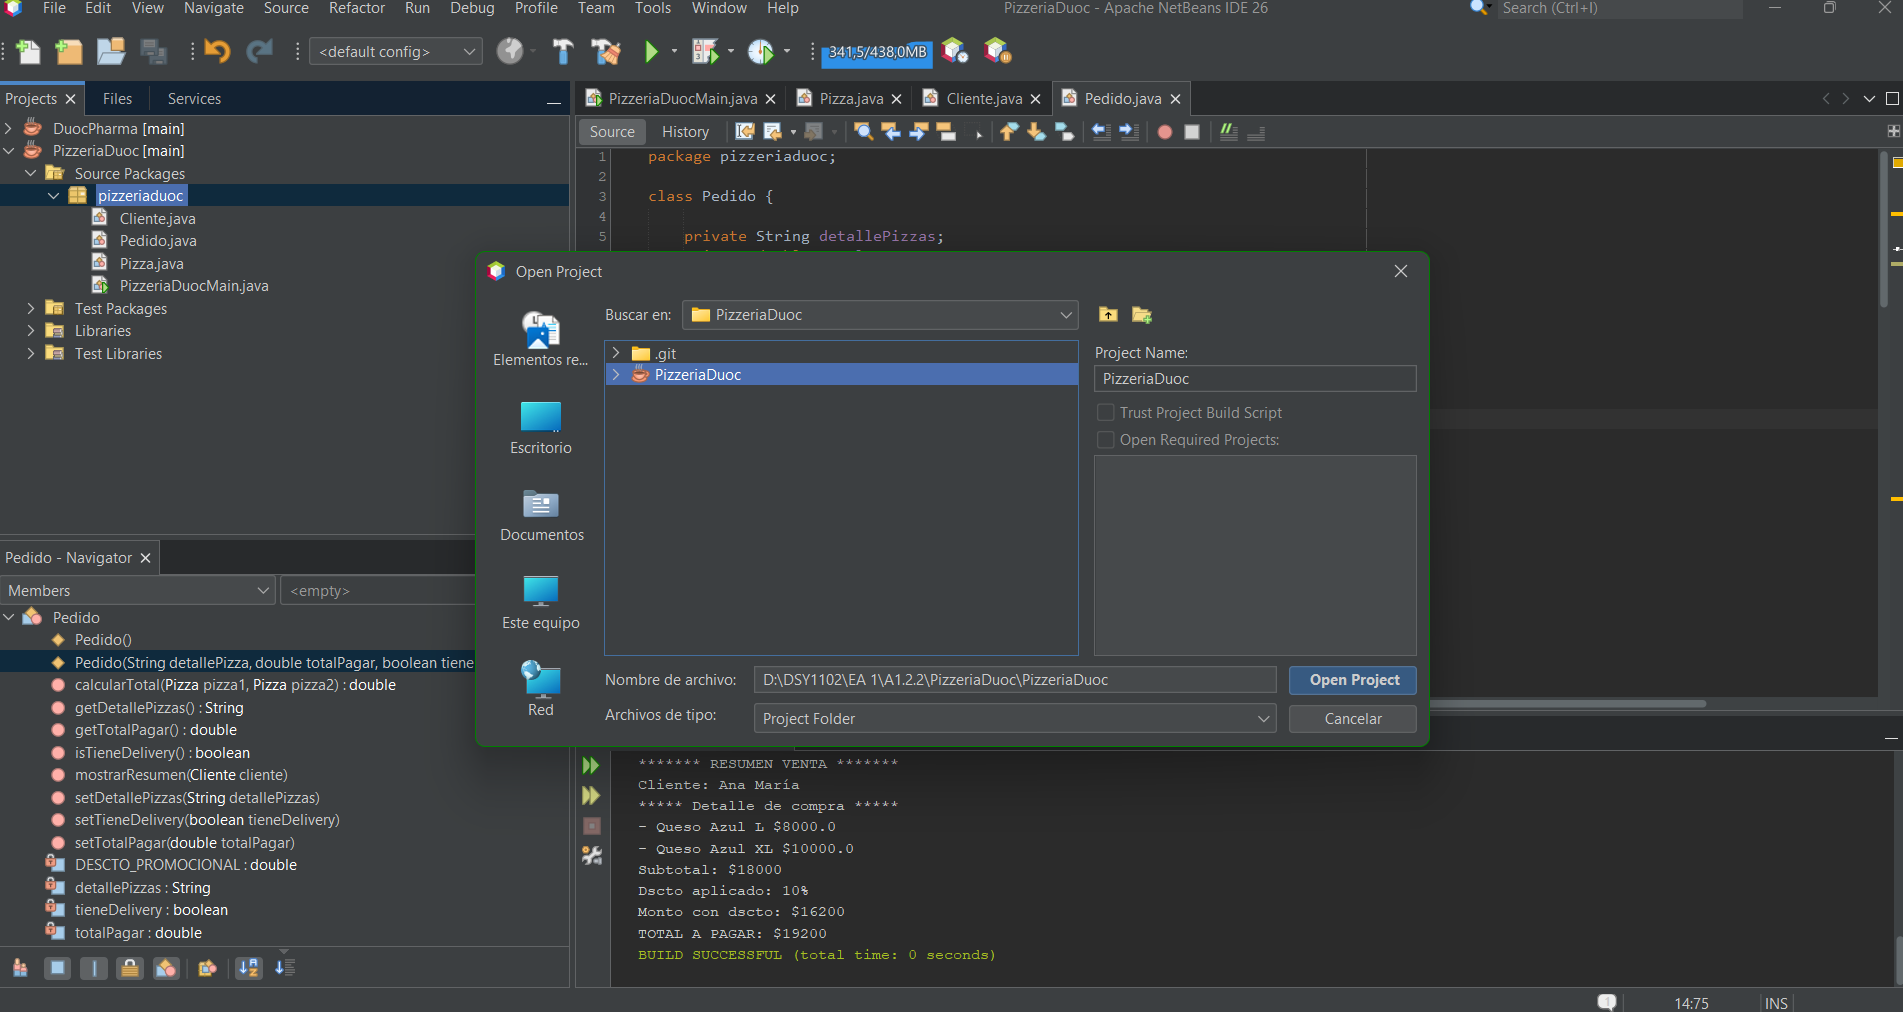 File Edit View Navigate Source Refactor Run Debug Profile Team Tools Window Help
PizzeriaDuoc - Apache NetBeans IDE 26
Search (Ctrl+I)
<default config>
341,5/438,0MB
Projects Files Services
PizzeriaDuocMain.java Pizza.java Cliente.java Pedido.java
Source History
DuocPharma [main]
PizzeriaDuoc [main]
Source Packages
pizzeriaduoc
Cliente.java
Pedido.java
Pizza.java
PizzeriaDuocMain.java
Test Packages
Libraries
Test Libraries
1 package pizzeriaduoc;
2
3 class Pedido {
4
5 private String detallePizzas;
Open Project
Buscar en: PizzeriaDuoc
Elementos re...
Escritorio
Documentos
Este equipo
Red
.git
PizzeriaDuoc
Project Name:
PizzeriaDuoc
Trust Project Build Script
Open Required Projects:
Nombre de archivo: D:\DSY1102\EA 1\A1.2.2\PizzeriaDuoc\PizzeriaDuoc
Open Project
Archivos de tipo: Project Folder
Cancelar
Pedido - Navigator
Members <empty>
Pedido
Pedido()
Pedido(String detallePizza, double totalPagar, boolean tiene
calcularTotal(Pizza pizza1, Pizza pizza2) : double
getDetallePizzas() : String
getTotalPagar() : double
isTieneDelivery() : boolean
mostrarResumen(Cliente cliente)
setDetallePizzas(String detallePizzas)
setTieneDelivery(boolean tieneDelivery)
setTotalPagar(double totalPagar)
DESCTO_PROMOCIONAL : double
detallePizzas : String
tieneDelivery : boolean
totalPagar : double
******* RESUMEN VENTA *******
Cliente: Ana María
***** Detalle de compra *****
- Queso Azul L $8000.0
- Queso Azul XL $10000.0
Subtotal: $18000
Dscto aplicado: 10%
Monto con dscto: $16200
TOTAL A PAGAR: $19200
BUILD SUCCESSFUL (total time: 0 seconds)
1
14:75 INS